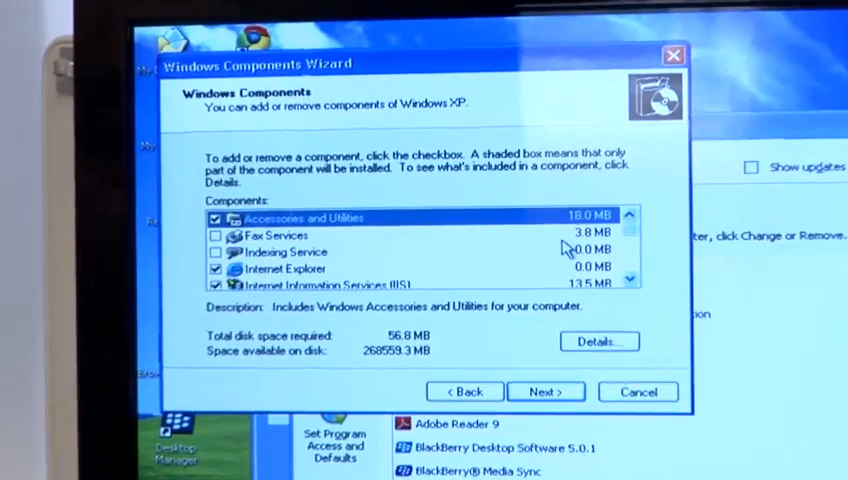 Windows Components Wizard
Windows Components
You can add or remove components of Windows XP.
To add or remove a component, click the checkbox. A shaded box means that only
part of the component will be installed. To see what's included in a component, click
Details.
Show updates
Components:
Accessories and Utilities 18.0 MB
Fax Services 3.8 MB
ter, click Change or Remove.
Indexing Service 0.0 MB
Internet Explorer 0.0 MB
Internet Information Services (IIS) 13.5 MB
Description: Includes Windows Accessories and Utilities for your computer.
Total disk space required: 56.8 MB
Space available on disk: 268559.3 MB
Details...
< Back
Next >
Cancel
Desktop
Manager
Set Program
Access and
Defaults
Adobe Reader 9
BlackBerry Desktop Software 5.0.1
BlackBerry® Media Sync